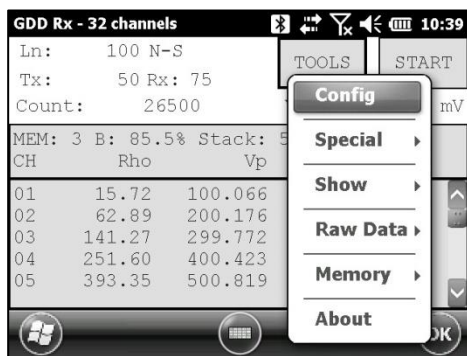 GDD Rx - 32 channels 10:39
Ln: 100 N-S
TOOLS START
Tx: 50 Rx: 75
Count: 26500 mV
Config
MEM: 3 B: 85.5% Stack: 5
CH Rho Vp
Special
01 15.72 100.066
Show
02 62.89 200.176
03 141.27 299.772
Raw Data
04 251.60 400.423
Memory
05 393.35 500.819
About